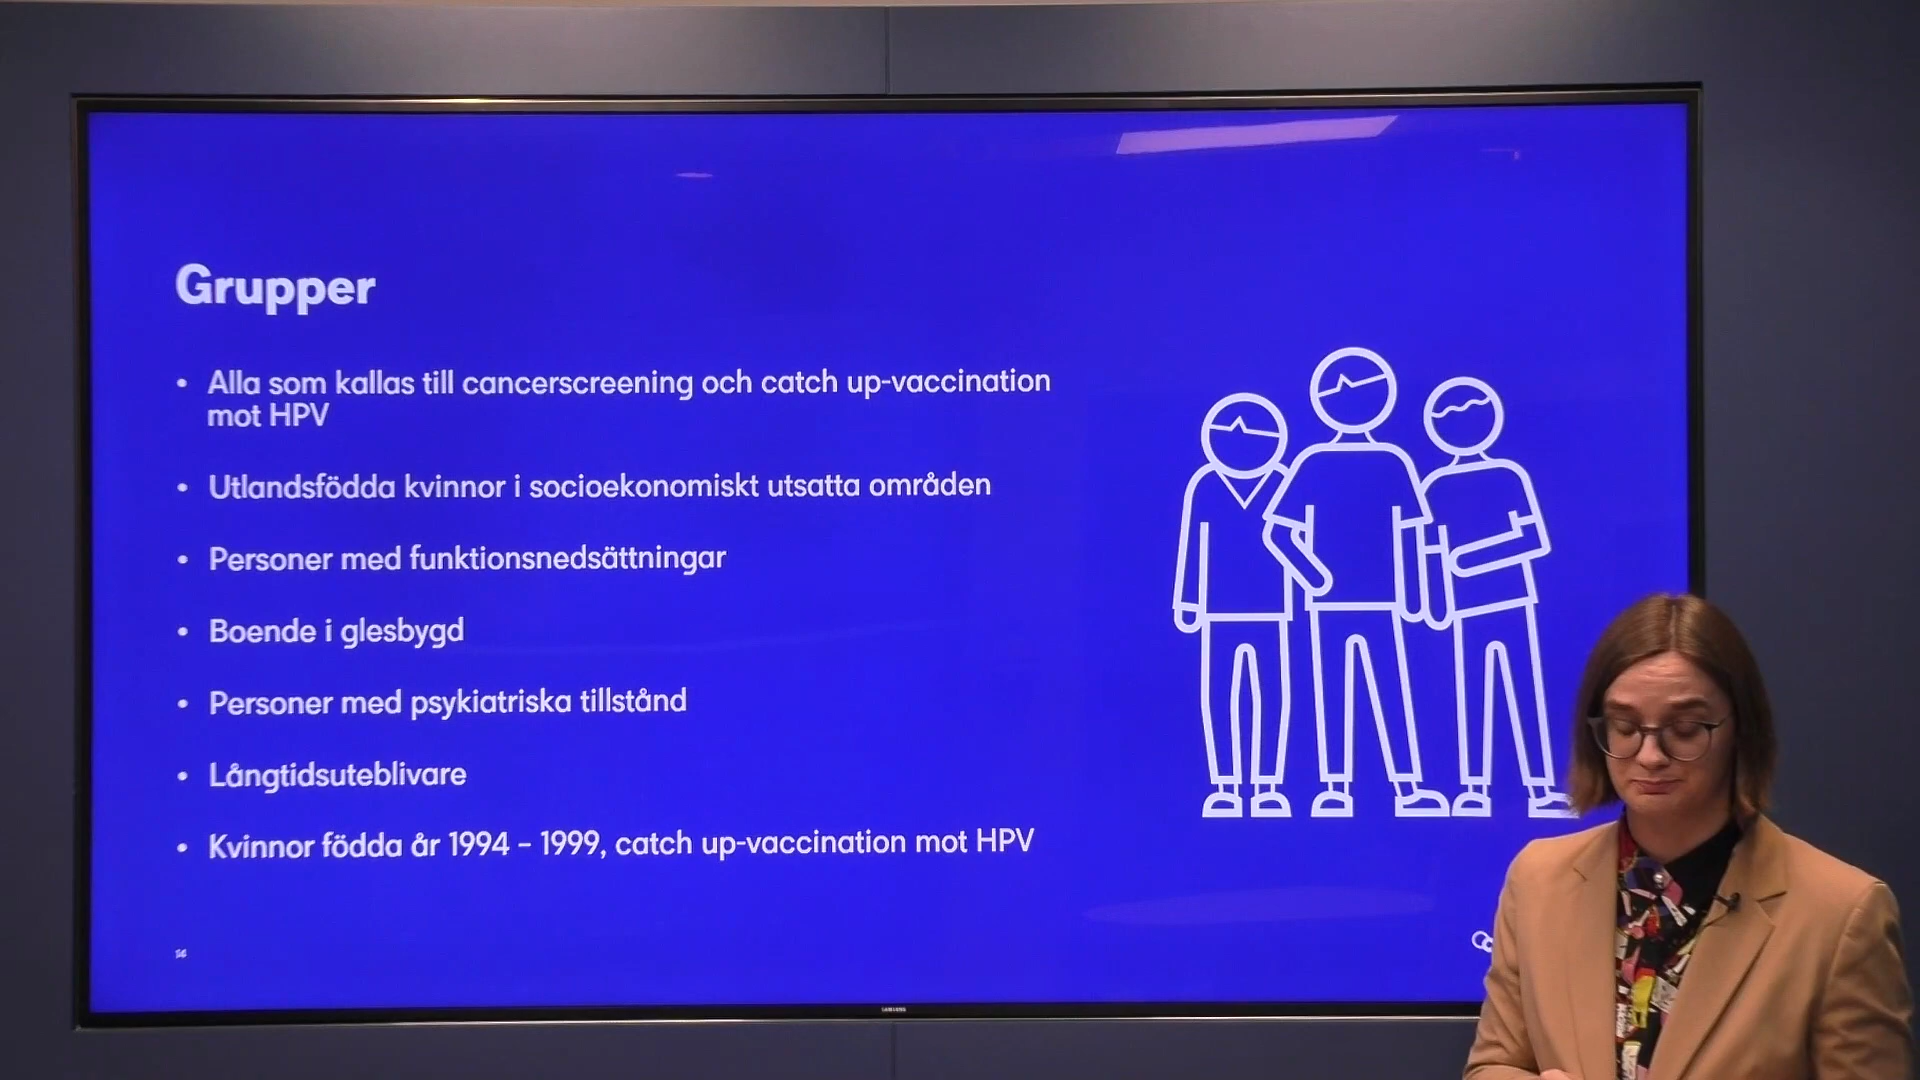 Grupper
• Alla som kallas till cancerscreening och catch up-vaccination
mot HPV
• Utlandsfödda kvinnor i socioekonomiskt utsatta områden
• Personer med funktionsnedsättningar
• Boende i glesbygd
• Personer med psykiatriska tillstånd
• Långtidsuteblivare
• Kvinnor födda år 1994 – 1999, catch up-vaccination mot HPV
SAMSUNG